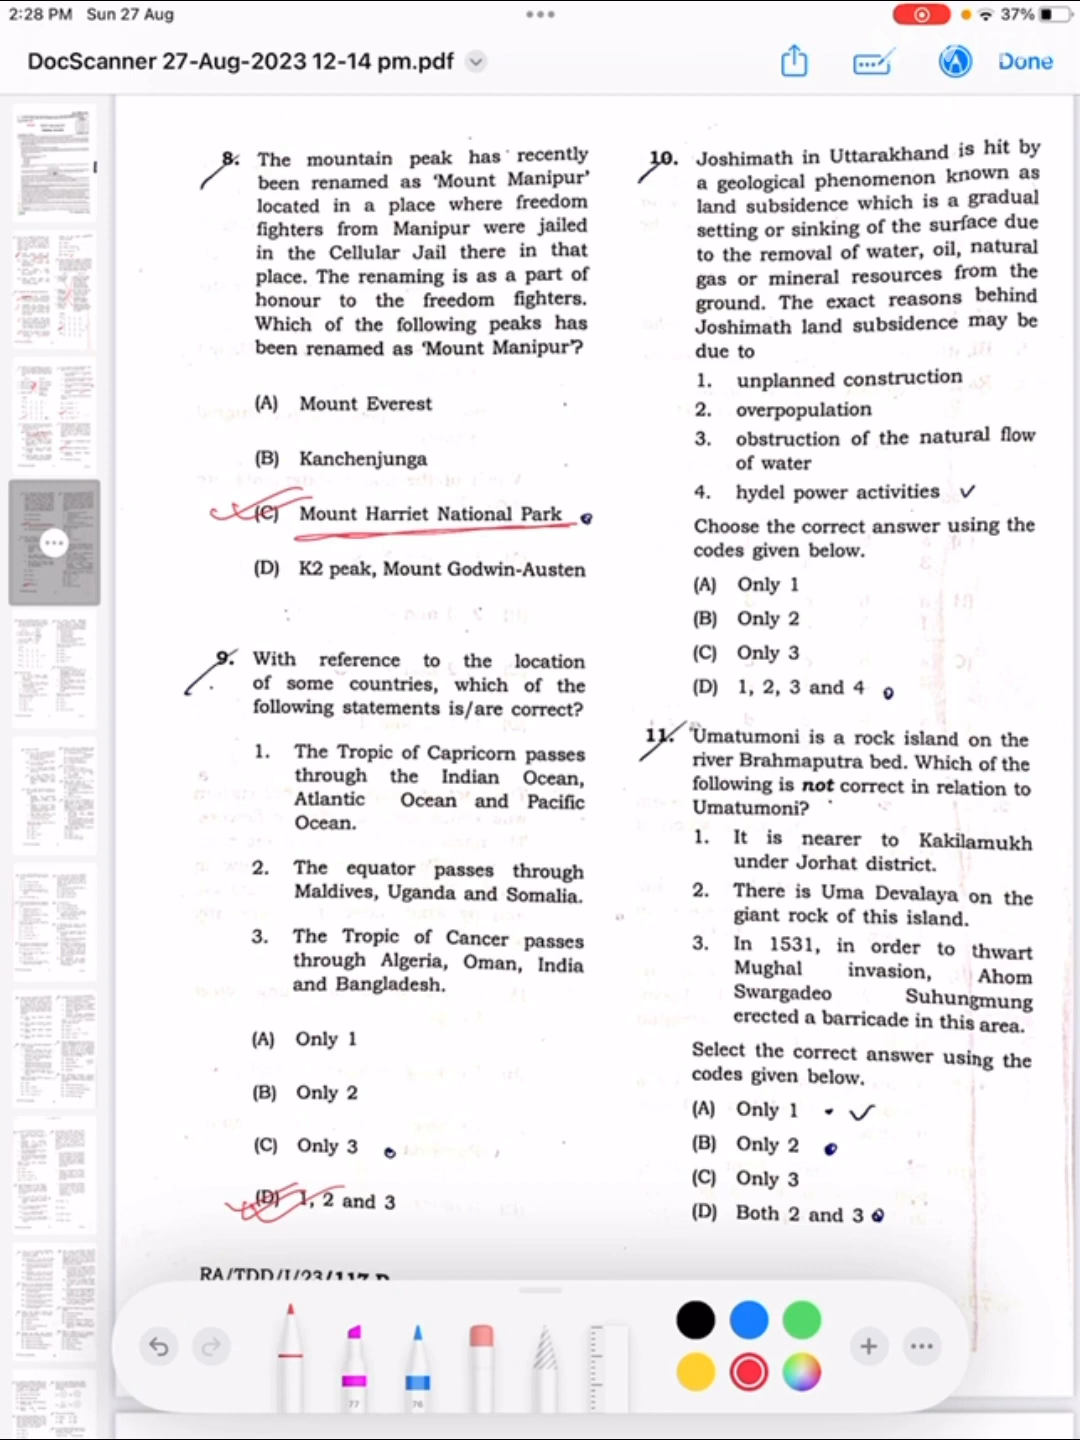 2:28 PM Sun 27 Aug
37%
DocScanner 27-Aug-2023 12-14 pm.pdf
Done
8. The mountain peak has recently
been renamed as ‘Mount Manipur’
located in a place where freedom
fighters from Manipur were jailed
in the Cellular Jail there in that
place. The renaming is as a part of
honour to the freedom fighters.
Which of the following peaks has
been renamed as ‘Mount Manipur’?
(A) Mount Everest
(B) Kanchenjunga
(C) Mount Harriet National Park
(D) K2 peak, Mount Godwin-Austen
9. With reference to the location
of some countries, which of the
following statements is/are correct?
1. The Tropic of Capricorn passes
through the Indian Ocean,
Atlantic Ocean and Pacific
Ocean.
2. The equator passes through
Maldives, Uganda and Somalia.
3. The Tropic of Cancer passes
through Algeria, Oman, India
and Bangladesh.
(A) Only 1
(B) Only 2
(C) Only 3
(D) 1, 2 and 3
RA/TDD/I/23/117 D
10. Joshimath in Uttarakhand is hit by
a geological phenomenon known as
land subsidence which is a gradual
setting or sinking of the surface due
to the removal of water, oil, natural
gas or mineral resources from the
ground. The exact reasons behind
Joshimath land subsidence may be
due to
1. unplanned construction
2. overpopulation
3. obstruction of the natural flow
of water
4. hydel power activities
Choose the correct answer using the
codes given below.
(A) Only 1
(B) Only 2
(C) Only 3
(D) 1, 2, 3 and 4
11. Umatumoni is a rock island on the
river Brahmaputra bed. Which of the
following is not correct in relation to
Umatumoni?
1. It is nearer to Kakilamukh
under Jorhat district.
2. There is Uma Devalaya on the
giant rock of this island.
3. In 1531, in order to thwart
Mughal invasion, Ahom
Swargadeo Suhungmung
erected a barricade in this area.
Select the correct answer using the
codes given below.
(A) Only 1
(B) Only 2
(C) Only 3
(D) Both 2 and 3
77
76